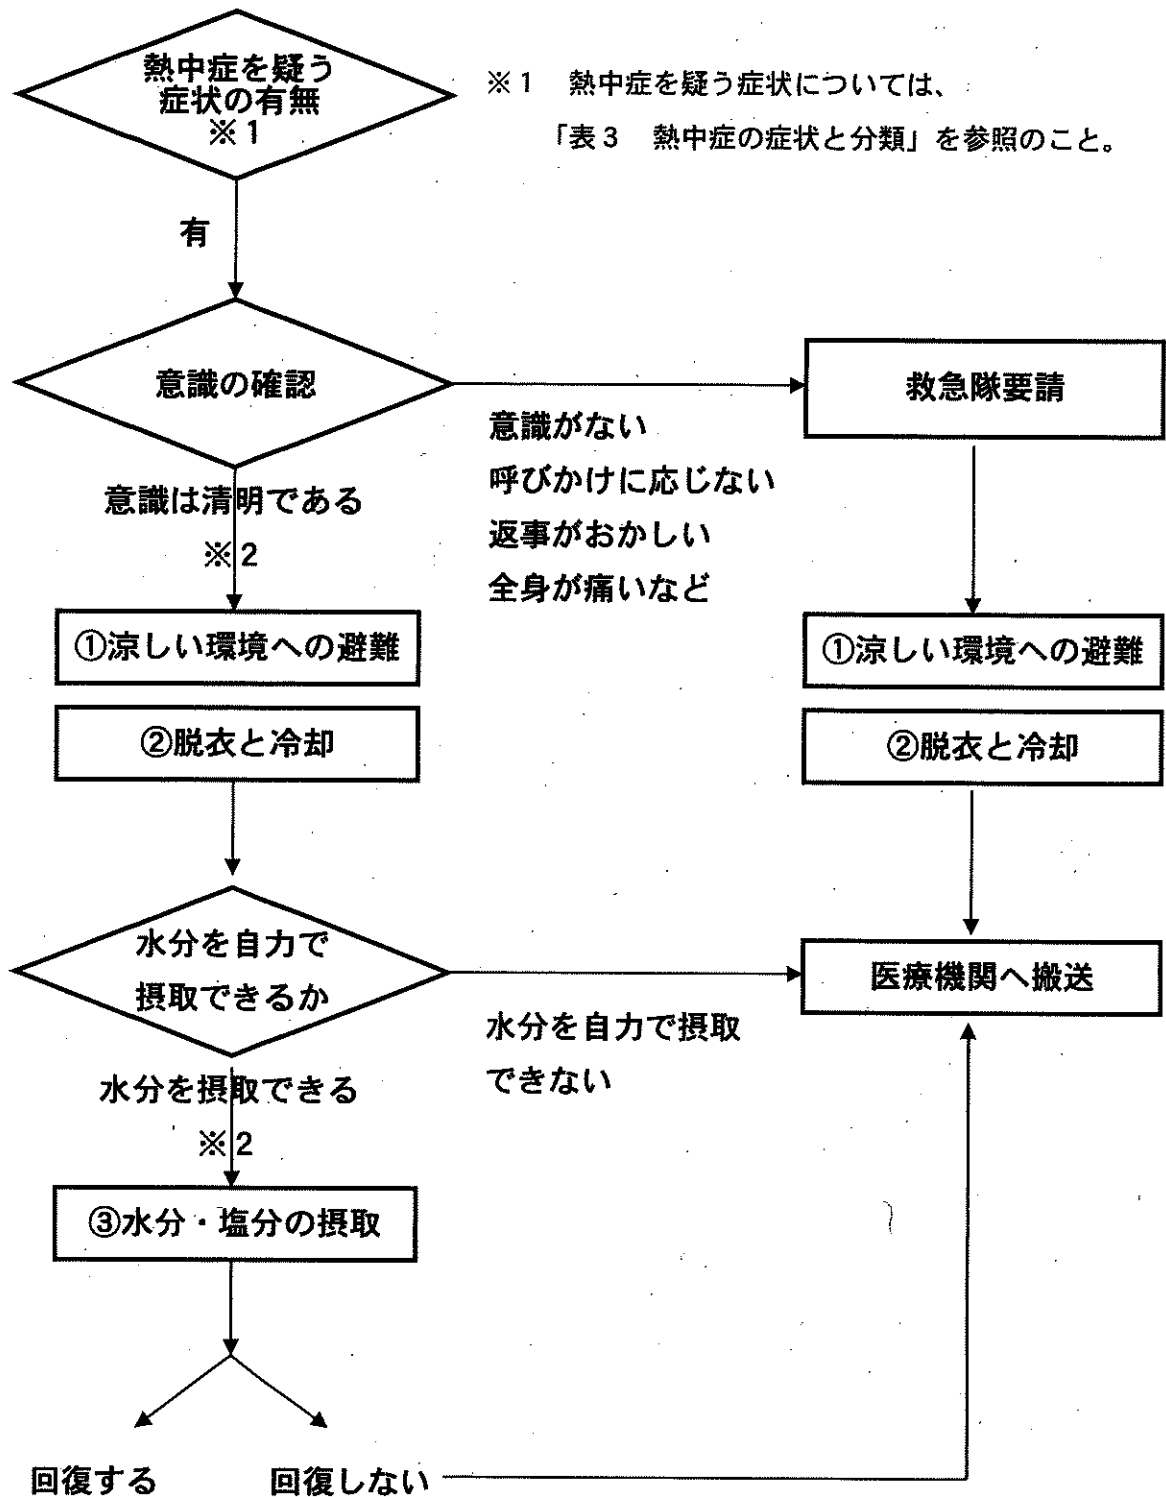 熱中症を疑う
症状の有無
※1
※1　熱中症を疑う症状については、
「表3　熱中症の症状と分類」を参照のこと。
有
意識の確認
救急隊要請
意識がない
呼びかけに応じない
返事がおかしい
全身が痛いなど
意識は清明である
※2
①涼しい環境への避難
①涼しい環境への避難
②脱衣と冷却
②脱衣と冷却
水分を自力で
摂取できるか
医療機関へ搬送
水分を自力で摂取
できない
水分を摂取できる
※2
③水分・塩分の摂取
回復する
回復しない